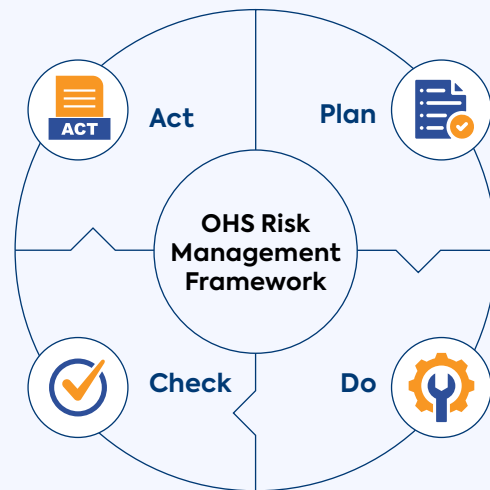 ACT
Act
Plan
OHS Risk
Management
Framework
Check
Do